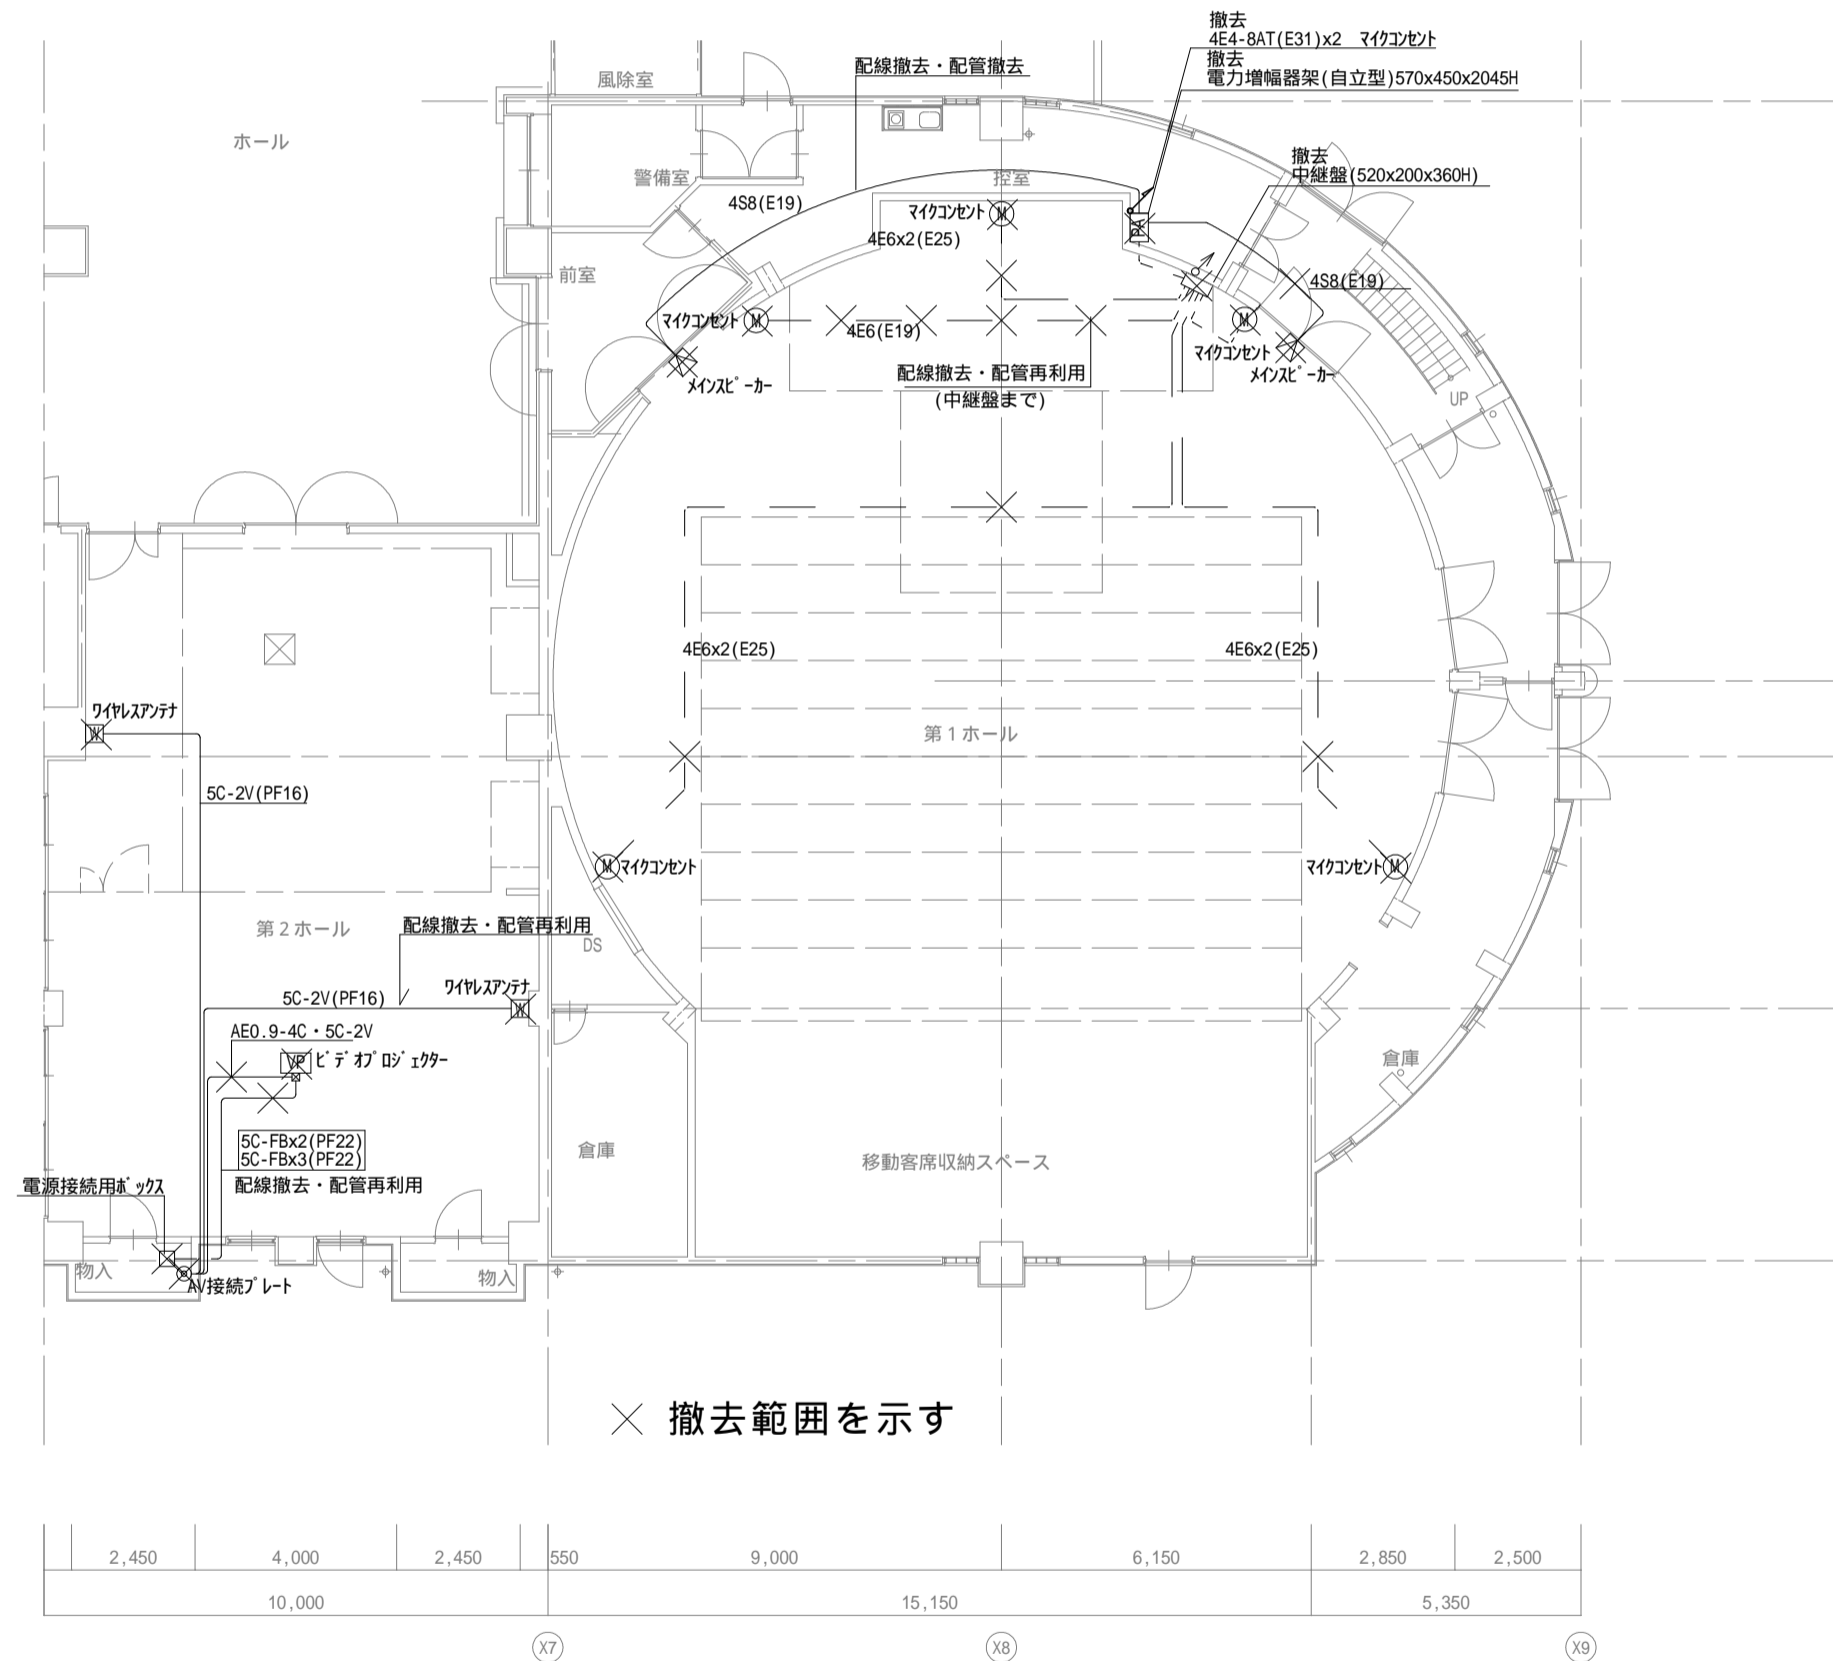 撤去
4E4-8AT(E31)x2 マイクコンセント
撤去
電力増幅器架(自立型)570x450x2045H
配線撤去・配管撤去
風除室
ホール
撤去
中継盤(520x200x360H)
警備室
控室
4S8(E19)
マイクコンセント
M
PA
4E6x2(E25)
前室
4S8(E19)
マイクコンセント
M
4E6(E19)
M
マイクコンセント
メインスピーカー
配線撤去・配管再利用
(中継盤まで)
メインスピーカー
UP
4E6x2(E25)
4E6x2(E25)
ワイヤレスアンテナ
W
第1ホール
5C-2V(PF16)
M
マイクコンセント
マイクコンセント
M
第2ホール
配線撤去・配管再利用
DS
ワイヤレスアンテナ
W
5C-2V(PF16)
AE0.9-4C・5C-2V
VP
ビデオプロジェクター
倉庫
5C-FBx2(PF22)
5C-FBx3(PF22)
配線撤去・配管再利用
倉庫
移動客席収納スペース
電源接続用ボックス
物入
AV接続プレート
物入
撤去範囲を示す
2,450
4,000
2,450
550
9,000
6,150
2,850
2,500
10,000
15,150
5,350
X7
X8
X9